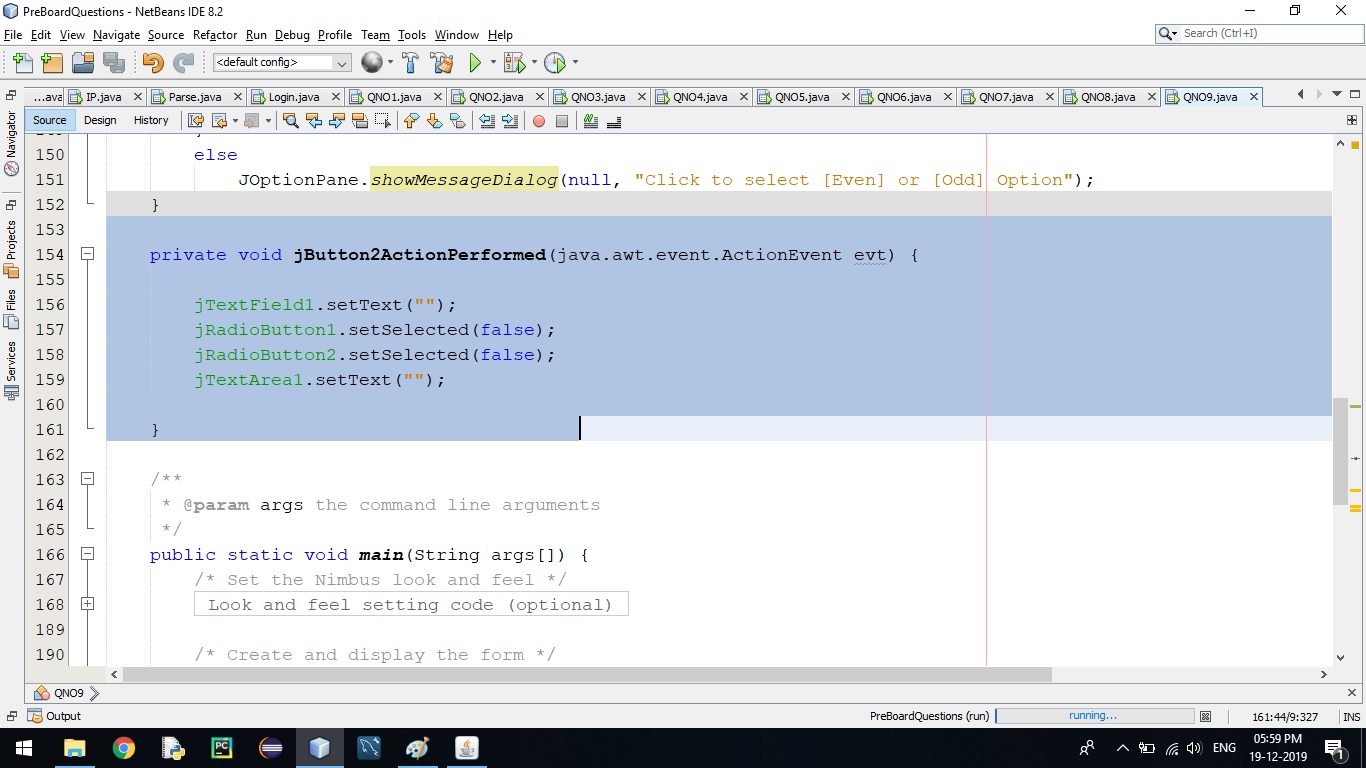 PreBoardQuestions - NetBeans IDE 8.2
File Edit View Navigate Source Refactor Run Debug Profile Team Tools Window Help
Search (Ctrl+I)
<default config>
...ava IP.java Parse.java Login.java QNO1.java QNO2.java QNO3.java QNO4.java QNO5.java QNO6.java QNO7.java QNO8.java QNO9.java
Source Design History
Navigator
Projects
Files
Services
150 else
151 JOptionPane.showMessageDialog(null, "Click to select [Even] or [Odd] Option");
152 }
153
154 private void jButton2ActionPerformed(java.awt.event.ActionEvent evt) {
155
156 jTextField1.setText("");
157 jRadioButton1.setSelected(false);
158 jRadioButton2.setSelected(false);
159 jTextArea1.setText("");
160
161 }
162
163 /**
164 * @param args the command line arguments
165 */
166 public static void main(String args[]) {
167 /* Set the Nimbus look and feel */
168 Look and feel setting code (optional)
189
190 /* Create and display the form */
QNO9
Output
PreBoardQuestions (run) running... 161:44/9:327 INS
PC
ENG
05:59 PM
19-12-2019
1